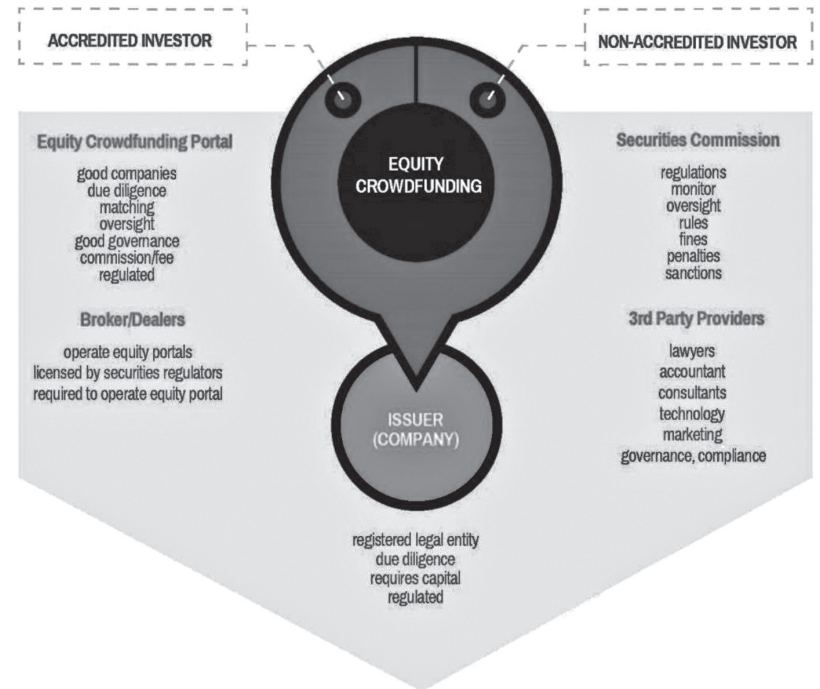 ACCREDITED INVESTOR
NON-ACCREDITED INVESTOR
EQUITY
CROWDFUNDING
Equity Crowdfunding Portal
good companies
due diligence
matching
oversight
good governance
commission/fee
regulated
Broker/Dealers
operate equity portals
licensed by securities regulators
required to operate equity portal
Securities Commission
regulations
monitor
oversight
rules
fines
penalties
sanctions
3rd Party Providers
lawyers
accountant
consultants
technology
marketing
governance, compliance
ISSUER
(COMPANY)
registered legal entity
due diligence
requires capital
regulated